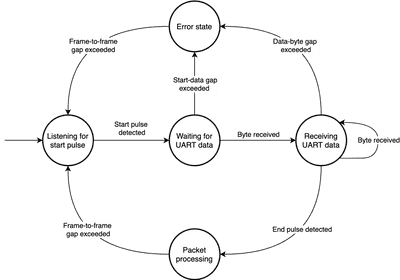 Error state
Frame-to-frame
gap exceeded
Data-byte gap
exceeded
Start-data gap
exceeded
Listening for
start pulse
Start pulse
detected
Waiting for
UART data
Byte received
Receiving
UART data
Byte received
Frame-to-frame
gap exceeded
End pulse detected
Packet
processing